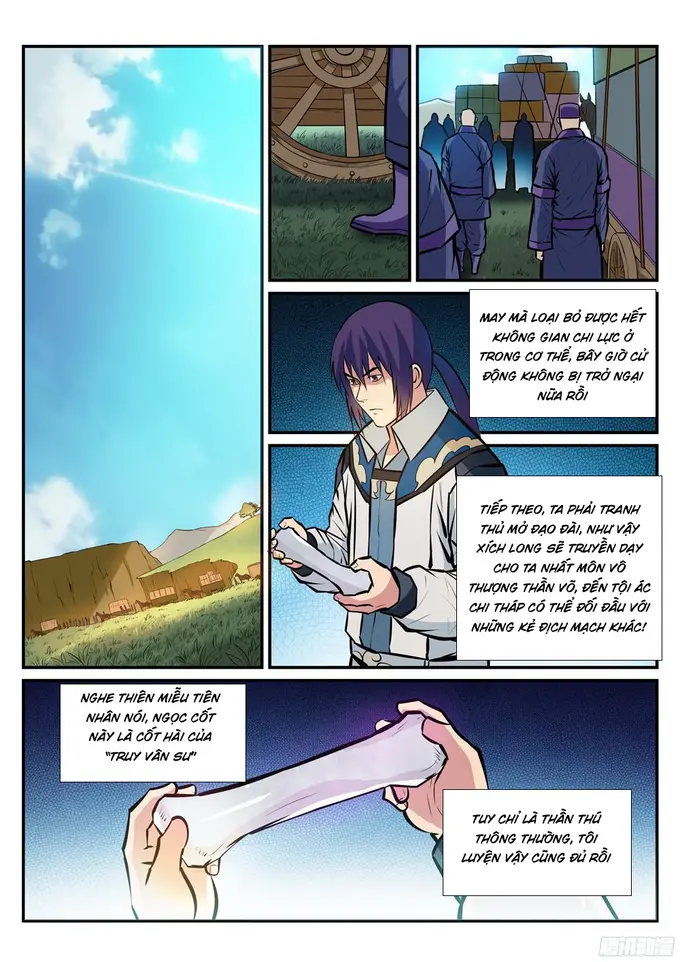 MAY MÀ LOẠI BỎ ĐƯỢC HẾT
KHÔNG GIAN CHI LỰC Ở
TRONG CƠ THỂ, BÂY GIỜ CỬ
ĐỘNG KHÔNG BỊ TRỞ NGẠI
NỮA RỒI
TIẾP THEO, TA PHẢI TRANH
THỦ MỞ ĐẠO ĐÀI, NHƯ VẬY
XÍCH LONG SẼ TRUYỀN DẠY
CHO TA NHẤT MÔN VÔ
THƯỢNG THẦN VÕ, ĐẾN TỘI ÁC
CHI THÁP CÓ THỂ ĐỐI ĐẦU VỚI
NHỮNG KẺ ĐỊCH MẠCH KHÁC!
NGHE THIÊN MIỄU TIÊN
NHÂN NÓI, NGỌC CỐT
NÀY LÀ CỐT HÀI CỦA
"TRUY VÂN SƯ"
TUY CHỈ LÀ THẦN THÚ
THÔNG THƯỜNG, TÔI
LUYỆN VẬY CŨNG ĐỦ RỒI
腾讯动漫